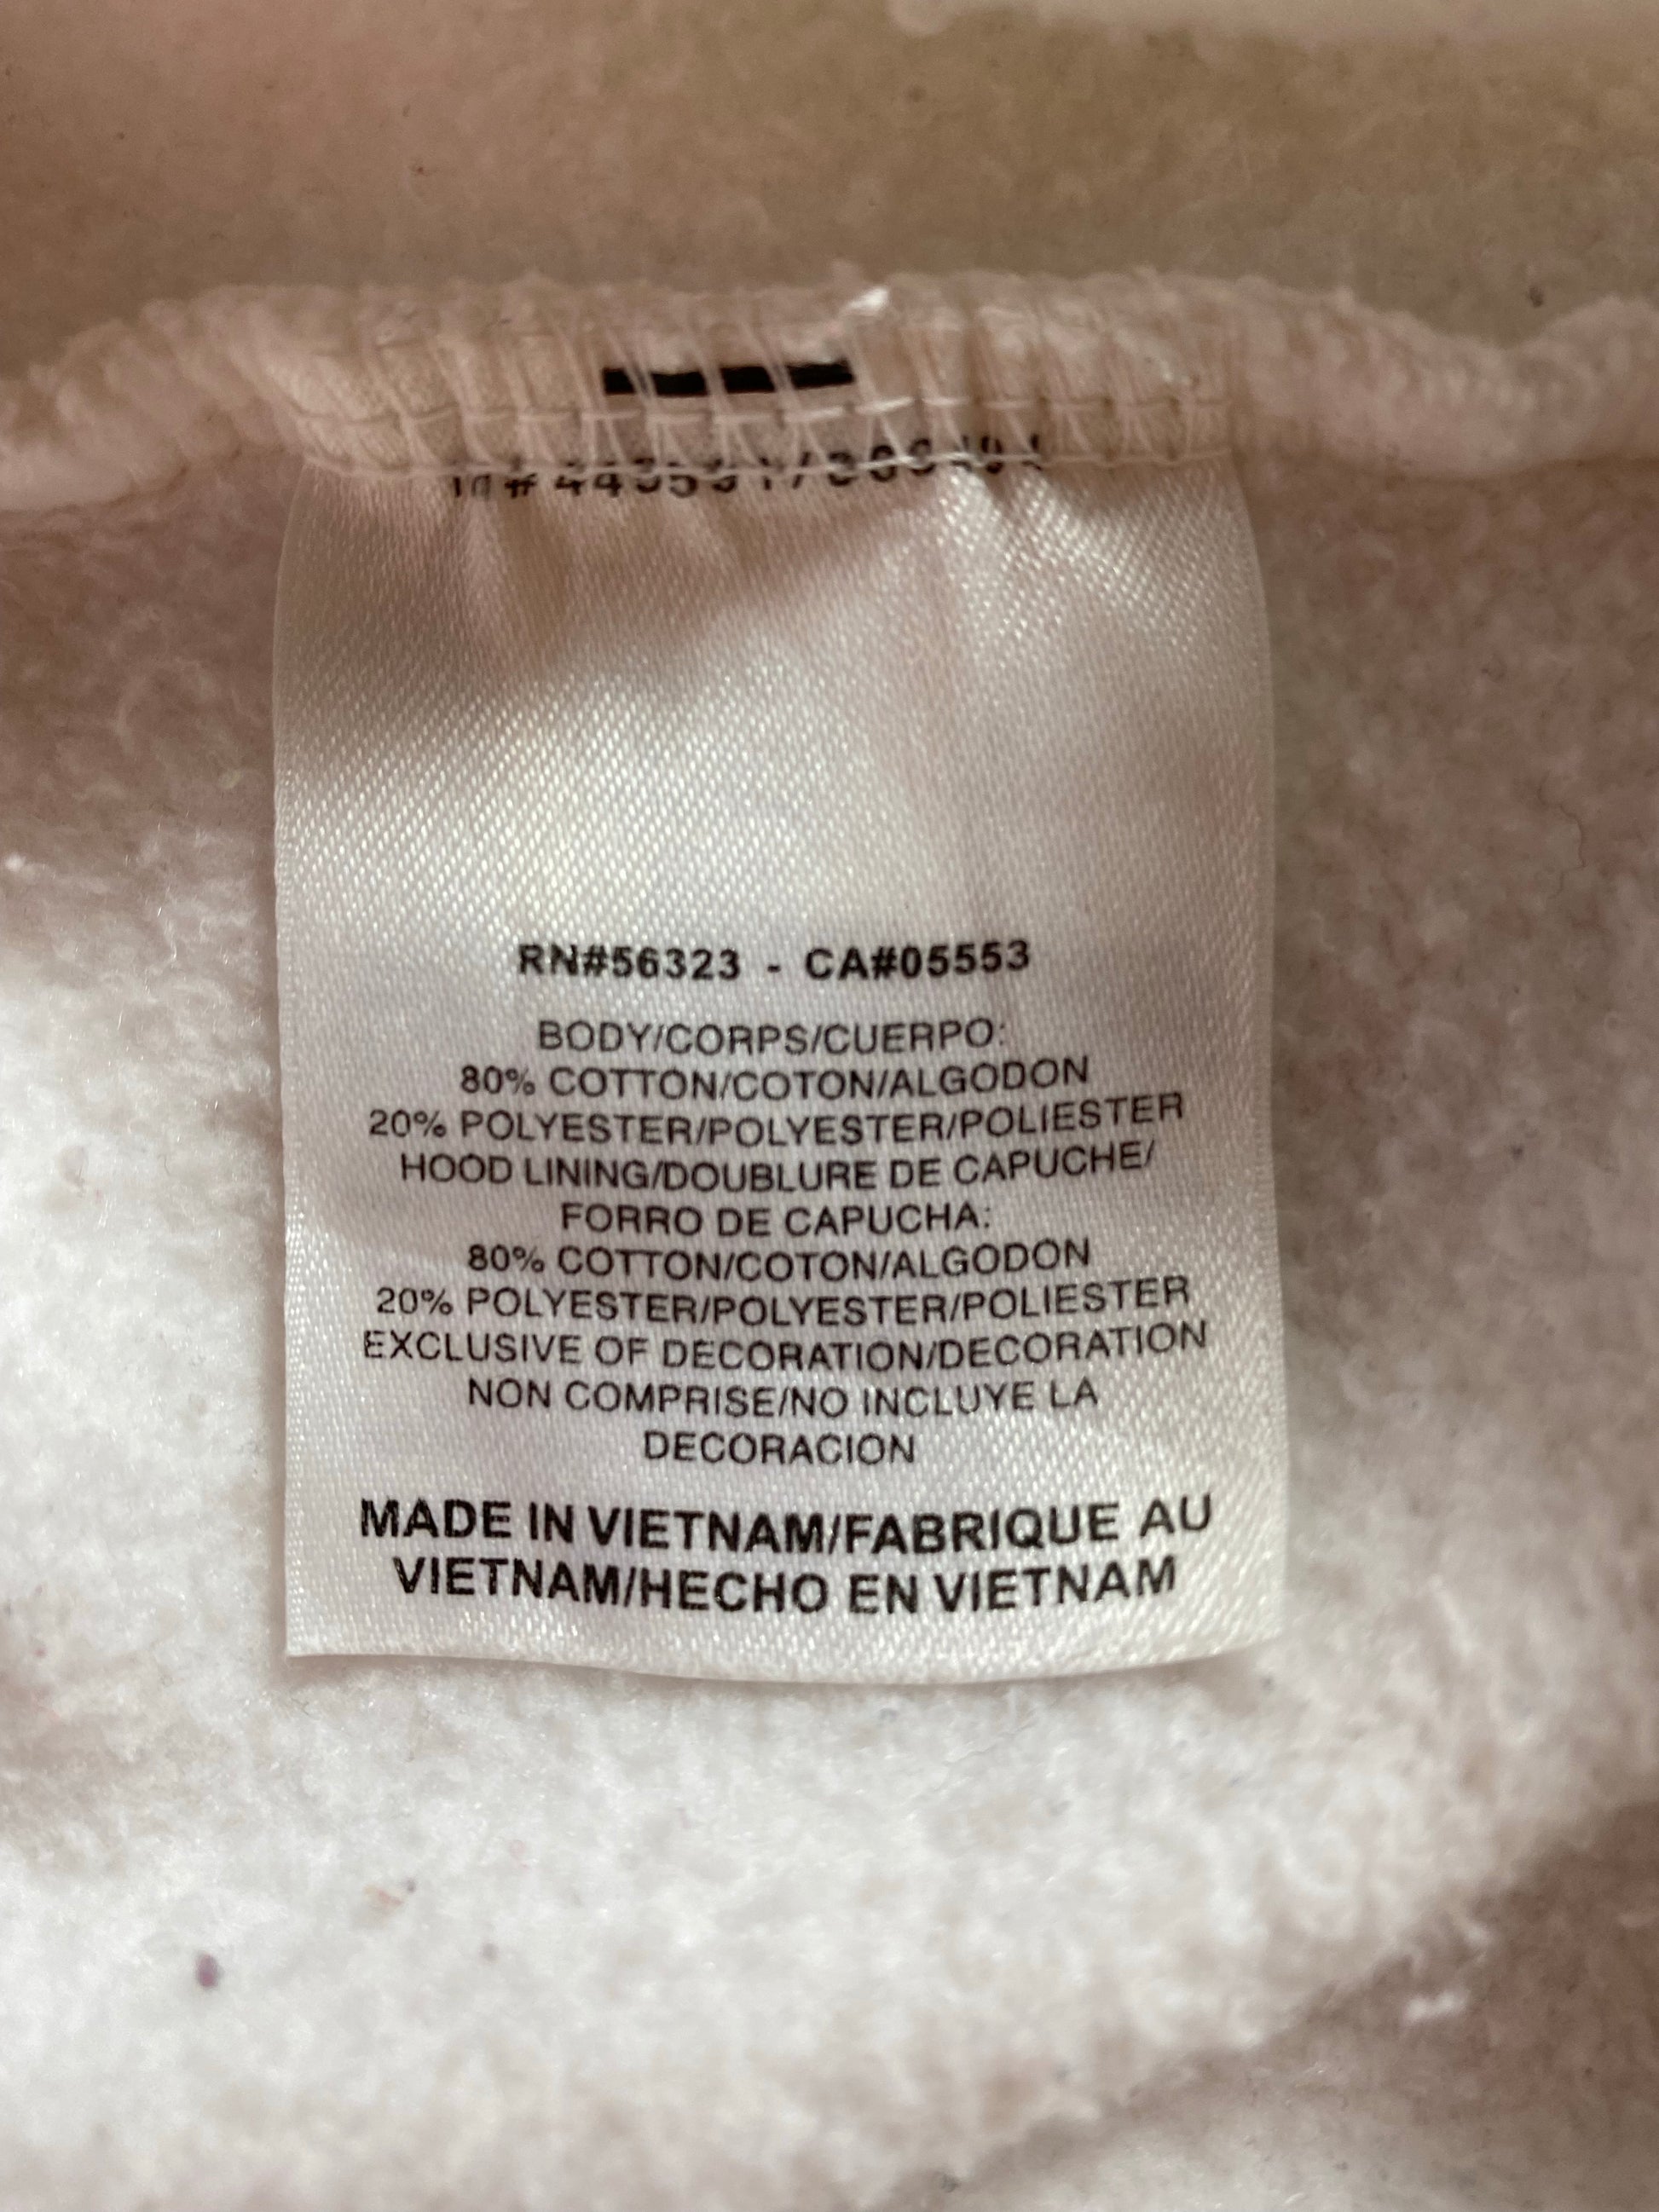 RN#56323 - CA#05553
BODY/CORPS/CUERPO:
80% COTTON/COTON/ALGODON
20% POLYESTER/POLYESTER/POLIESTER
HOOD LINING/DOUBLURE DE CAPUCHE/
FORRO DE CAPUCHA:
80% COTTON/COTON/ALGODON
20% POLYESTER/POLYESTER/POLIESTER
EXCLUSIVE OF DECORATION/DECORATION
NON COMPRISE/NO INCLUYE LA
DECORACION
MADE IN VIETNAM/FABRIQUE AU
VIETNAM/HECHO EN VIETNAM